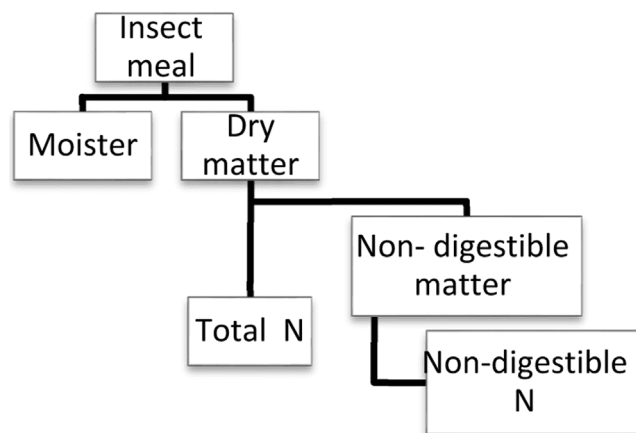 Insect
meal
Moister
Dry
matter
Non- digestible
matter
Total N
Non-digestible
N